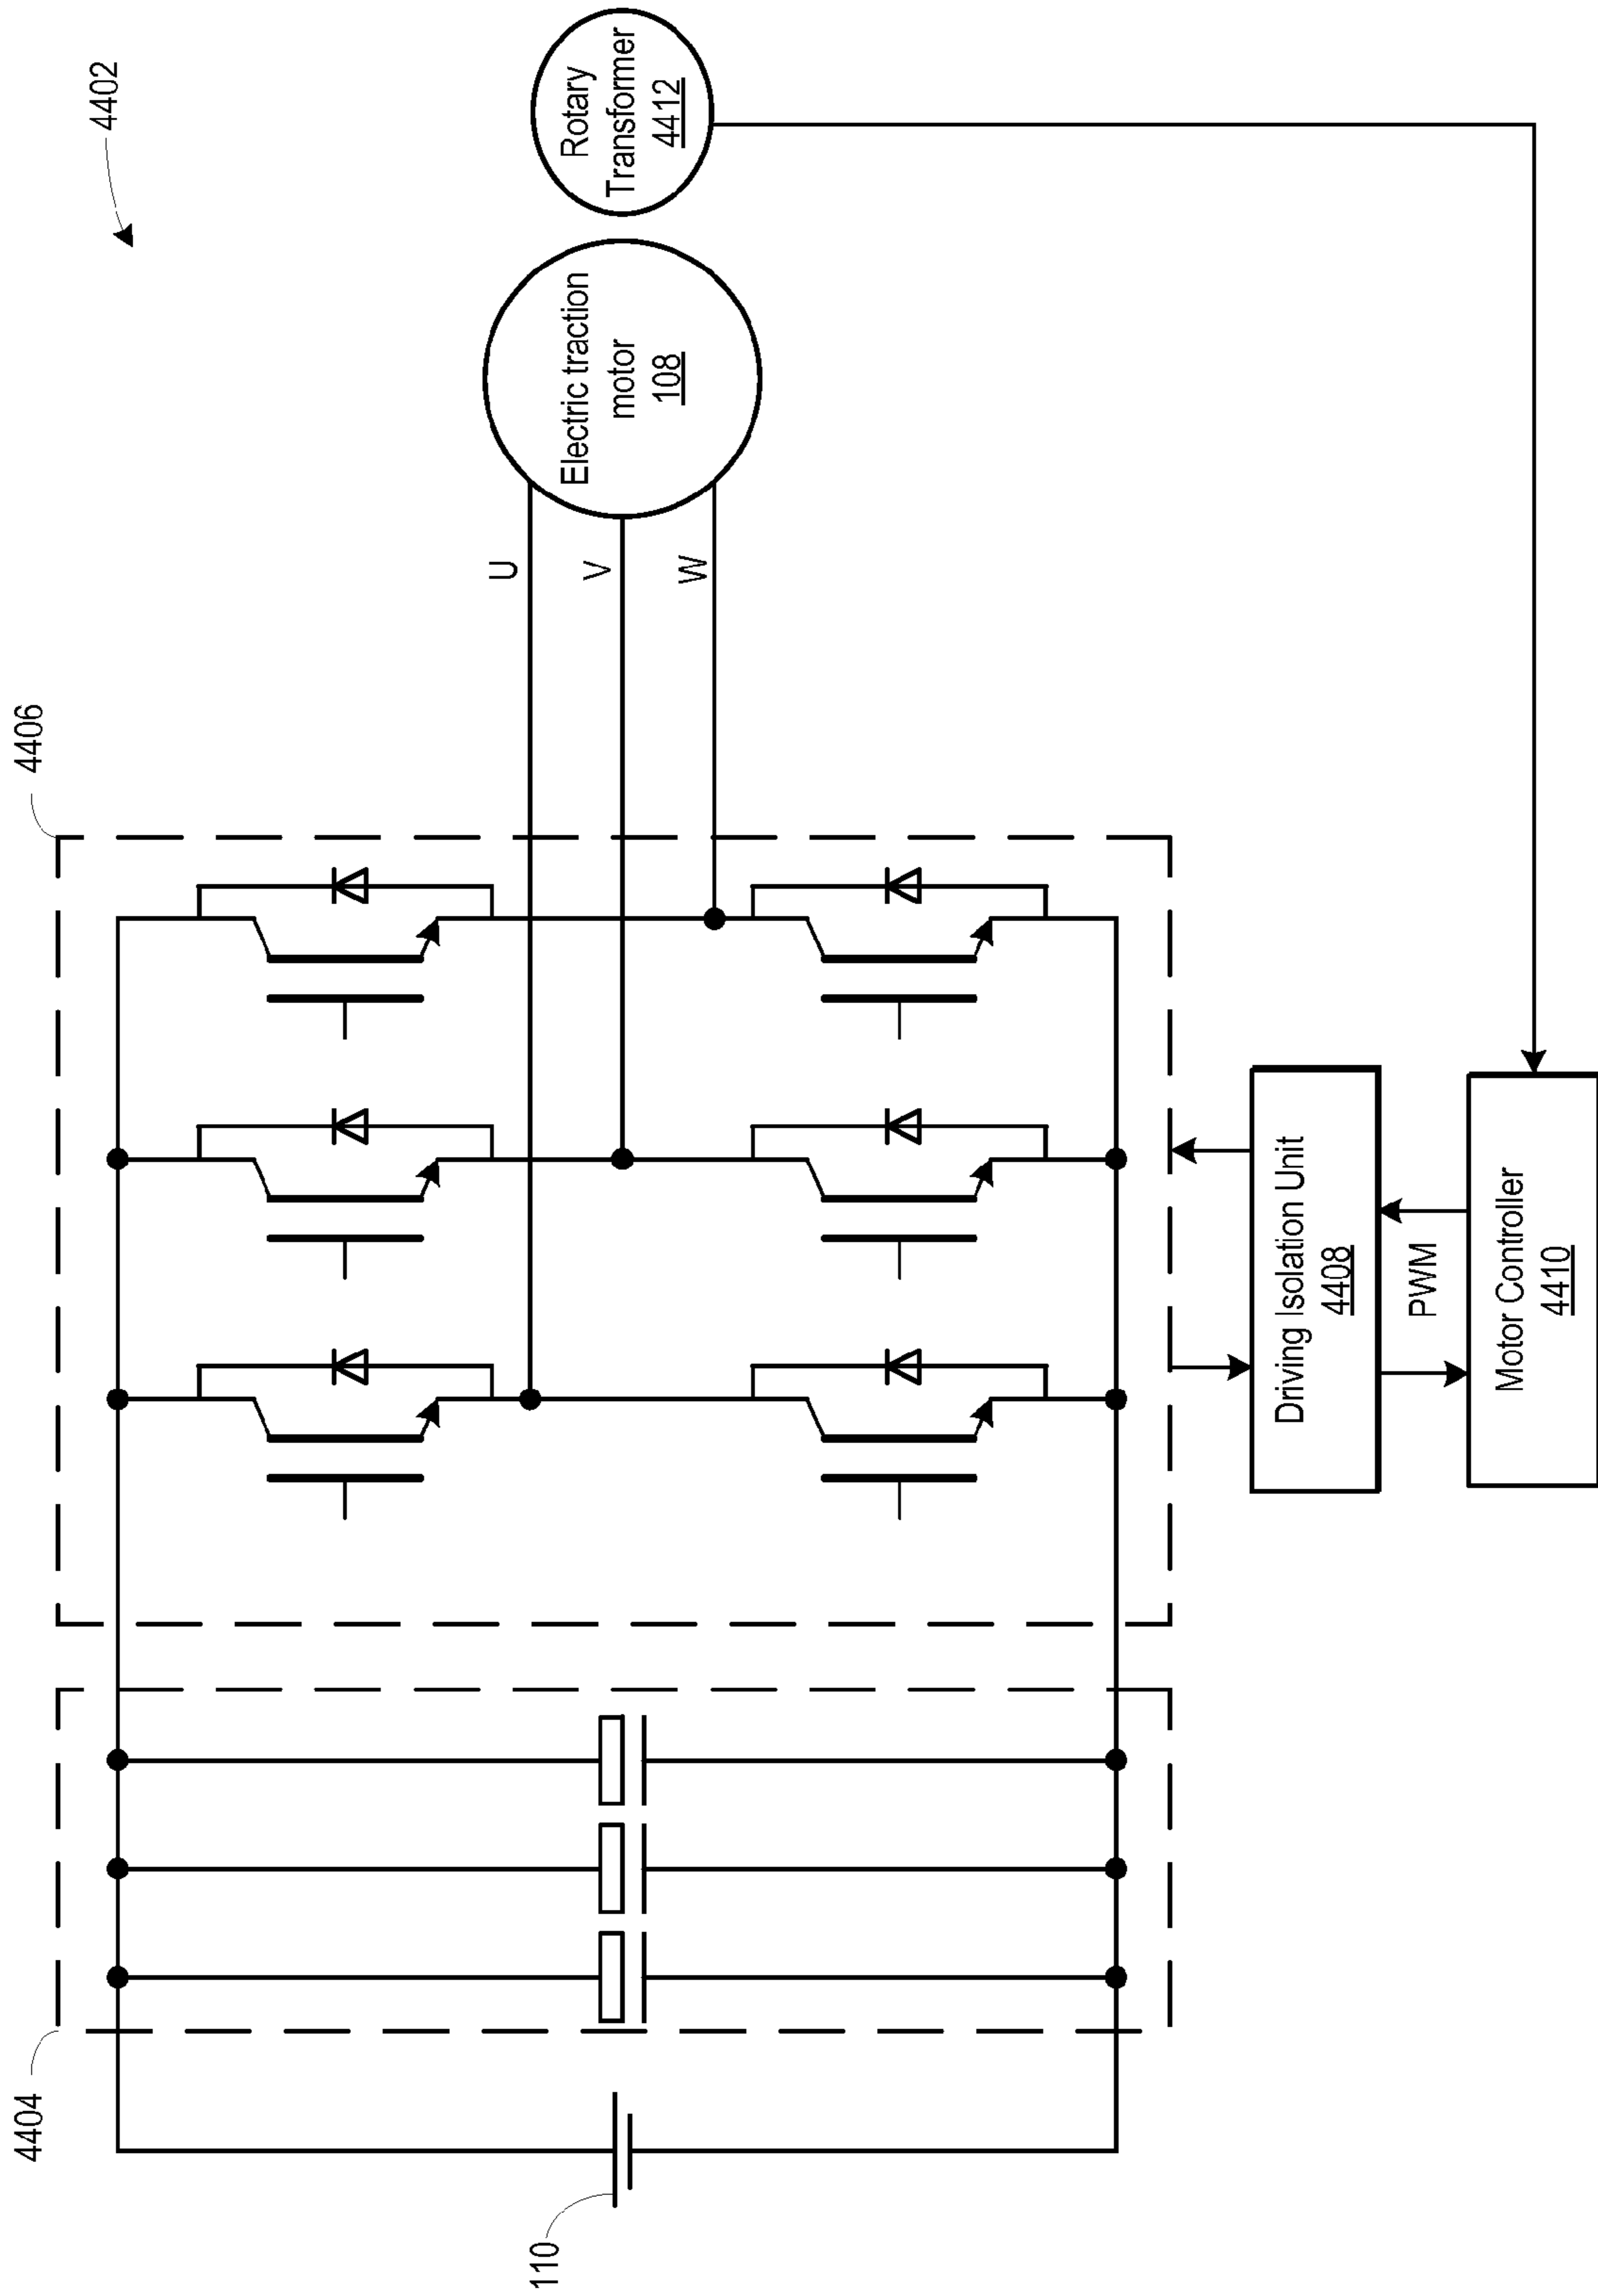 4402
4404
4406
110
U
V
W
Electric traction
motor
108
Rotary
Transformer
4412
Driving Isolation Unit
4408
PWM
Motor Controller
4410